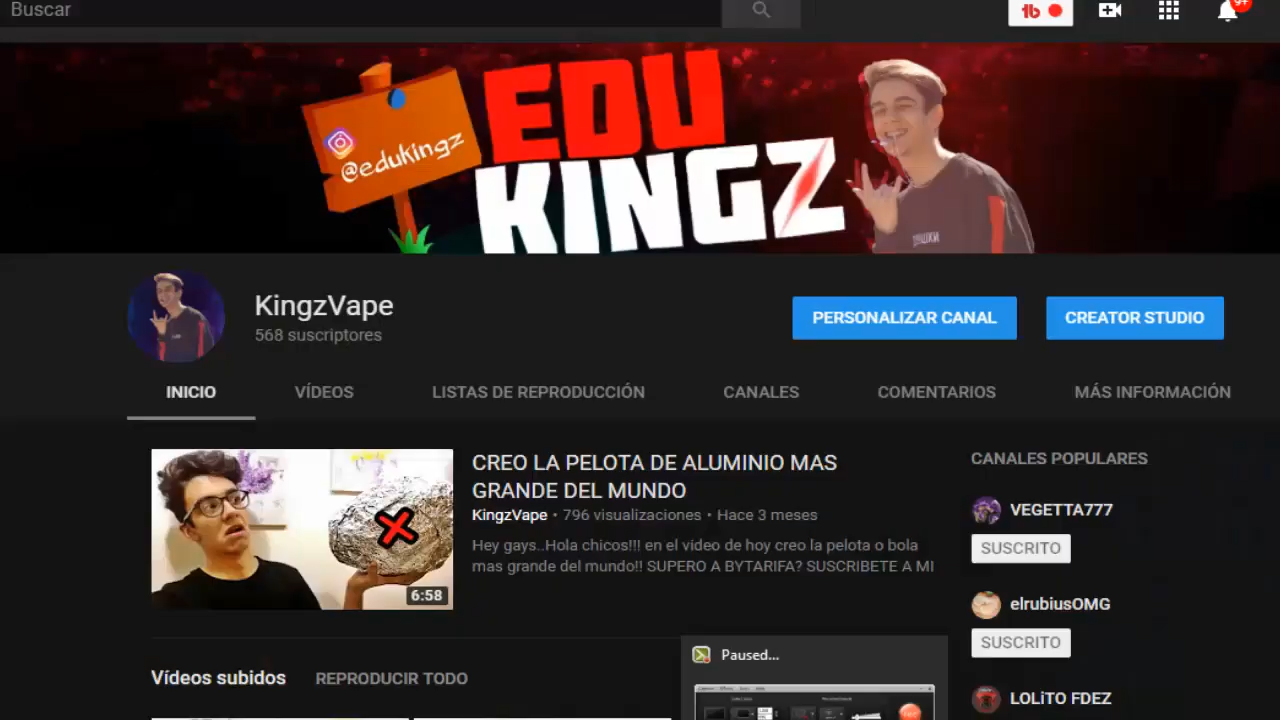 Buscar
tb
9+
@edukingz
EDU
KINGZ
KingzVape
568 suscriptores
PERSONALIZAR CANAL
CREATOR STUDIO
INICIO
VÍDEOS
LISTAS DE REPRODUCCIÓN
CANALES
COMENTARIOS
MÁS INFORMACIÓN
6:58
CREO LA PELOTA DE ALUMINIO MAS
GRANDE DEL MUNDO
KingzVape • 796 visualizaciones • Hace 3 meses
Hey gays..Hola chicos!!! en el video de hoy creo la pelota o bola
mas grande del mundo!! SUPERO A BYTARIFA? SUSCRIBETE A MI
CANALES POPULARES
VEGETTA777
SUSCRITO
elrubiusOMG
SUSCRITO
LOLiTO FDEZ
Vídeos subidos
REPRODUCIR TODO
Paused...